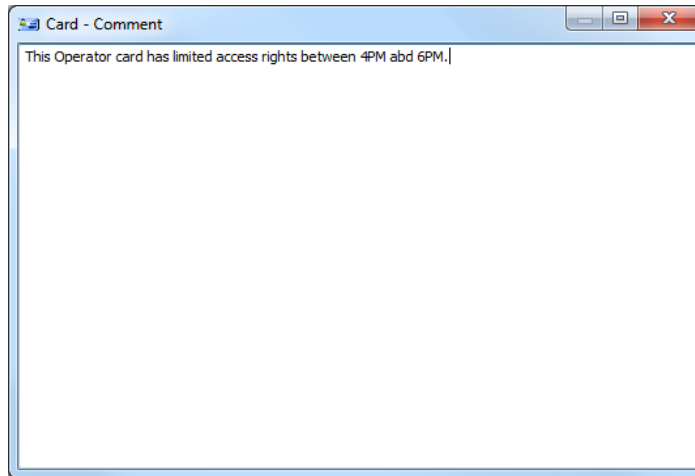 Card - Comment
This Operator card has limited access rights between 4PM abd 6PM.